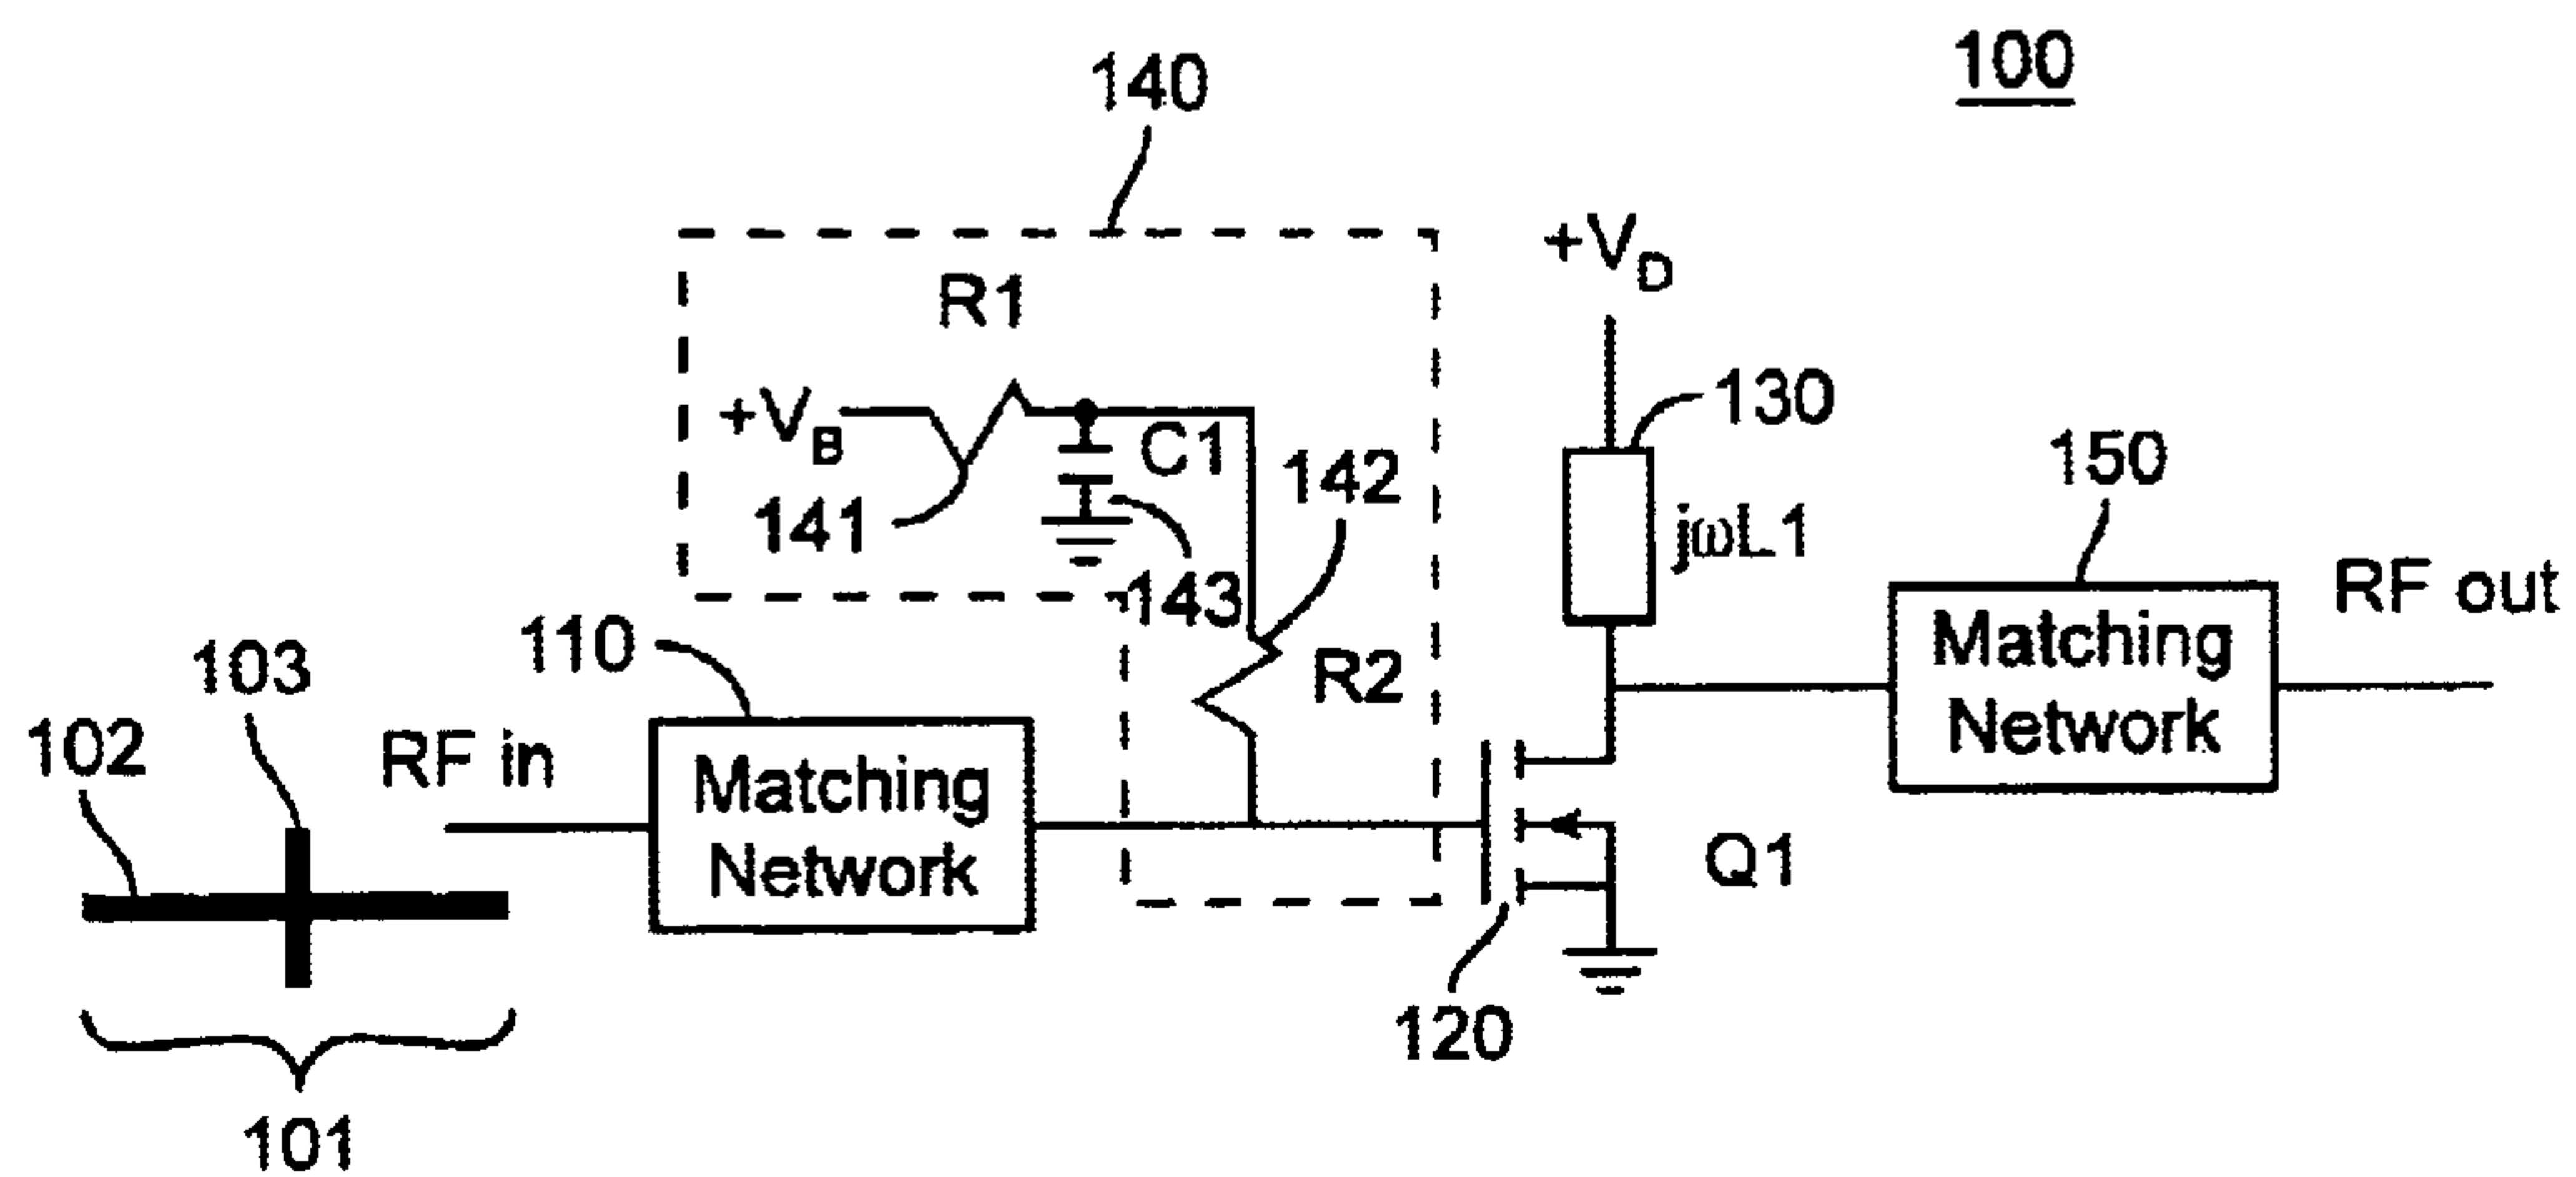 100
140
+VD
R1
130
+VB
C1
142
150
141
jωL1
RF out
143
Matching
Network
110
103
R2
102
RF in
Matching
Network
Q1
120
101